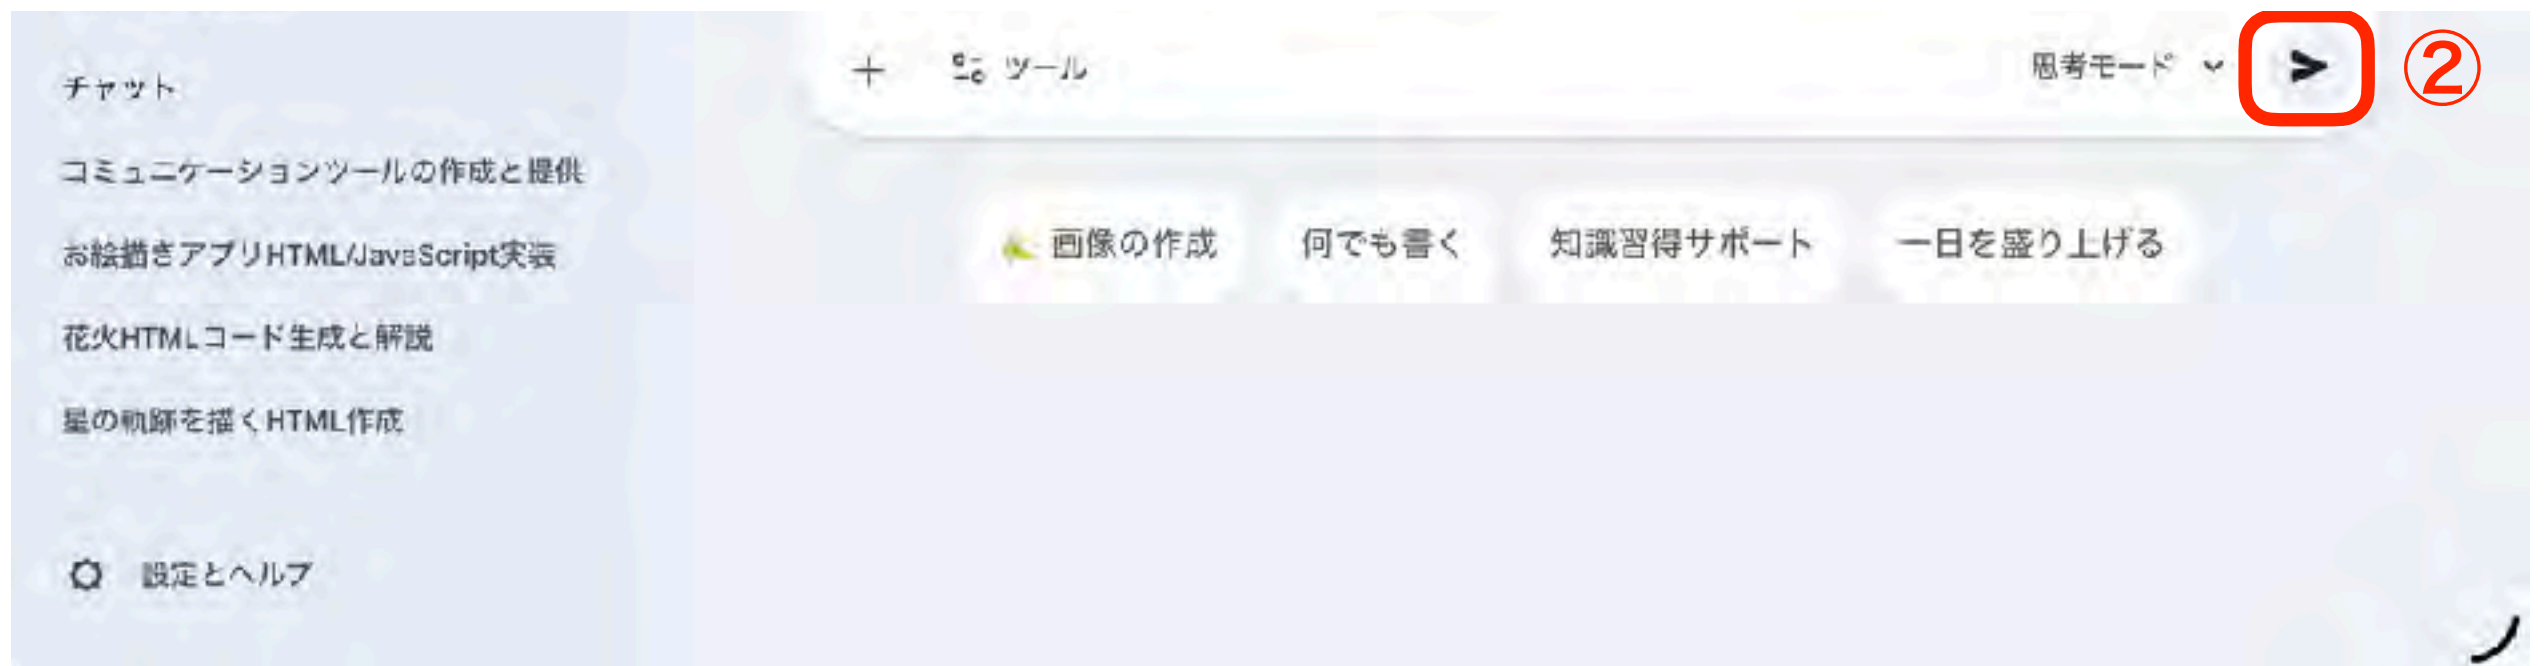 チャット
コミュニケーションツールの作成と提供
お絵描きアプリHTML/JavaScript実装
花火HTMLコード生成と解説
星の軌跡を描くHTML作成
設定とヘルプ
ツール
思考モード
②
画像の作成
何でも書く
知識習得サポート
一日を盛り上げる